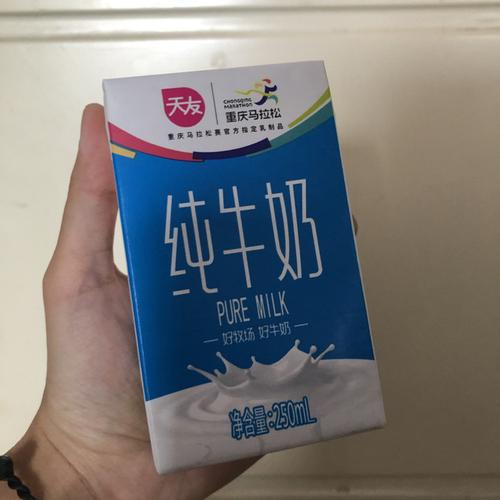 天友
CHONGQING
MARATHON
重庆马拉松
重庆马拉松赛官方指定乳制品
纯牛奶
PURE MILK
好牧场 好牛奶
净含量:250mL